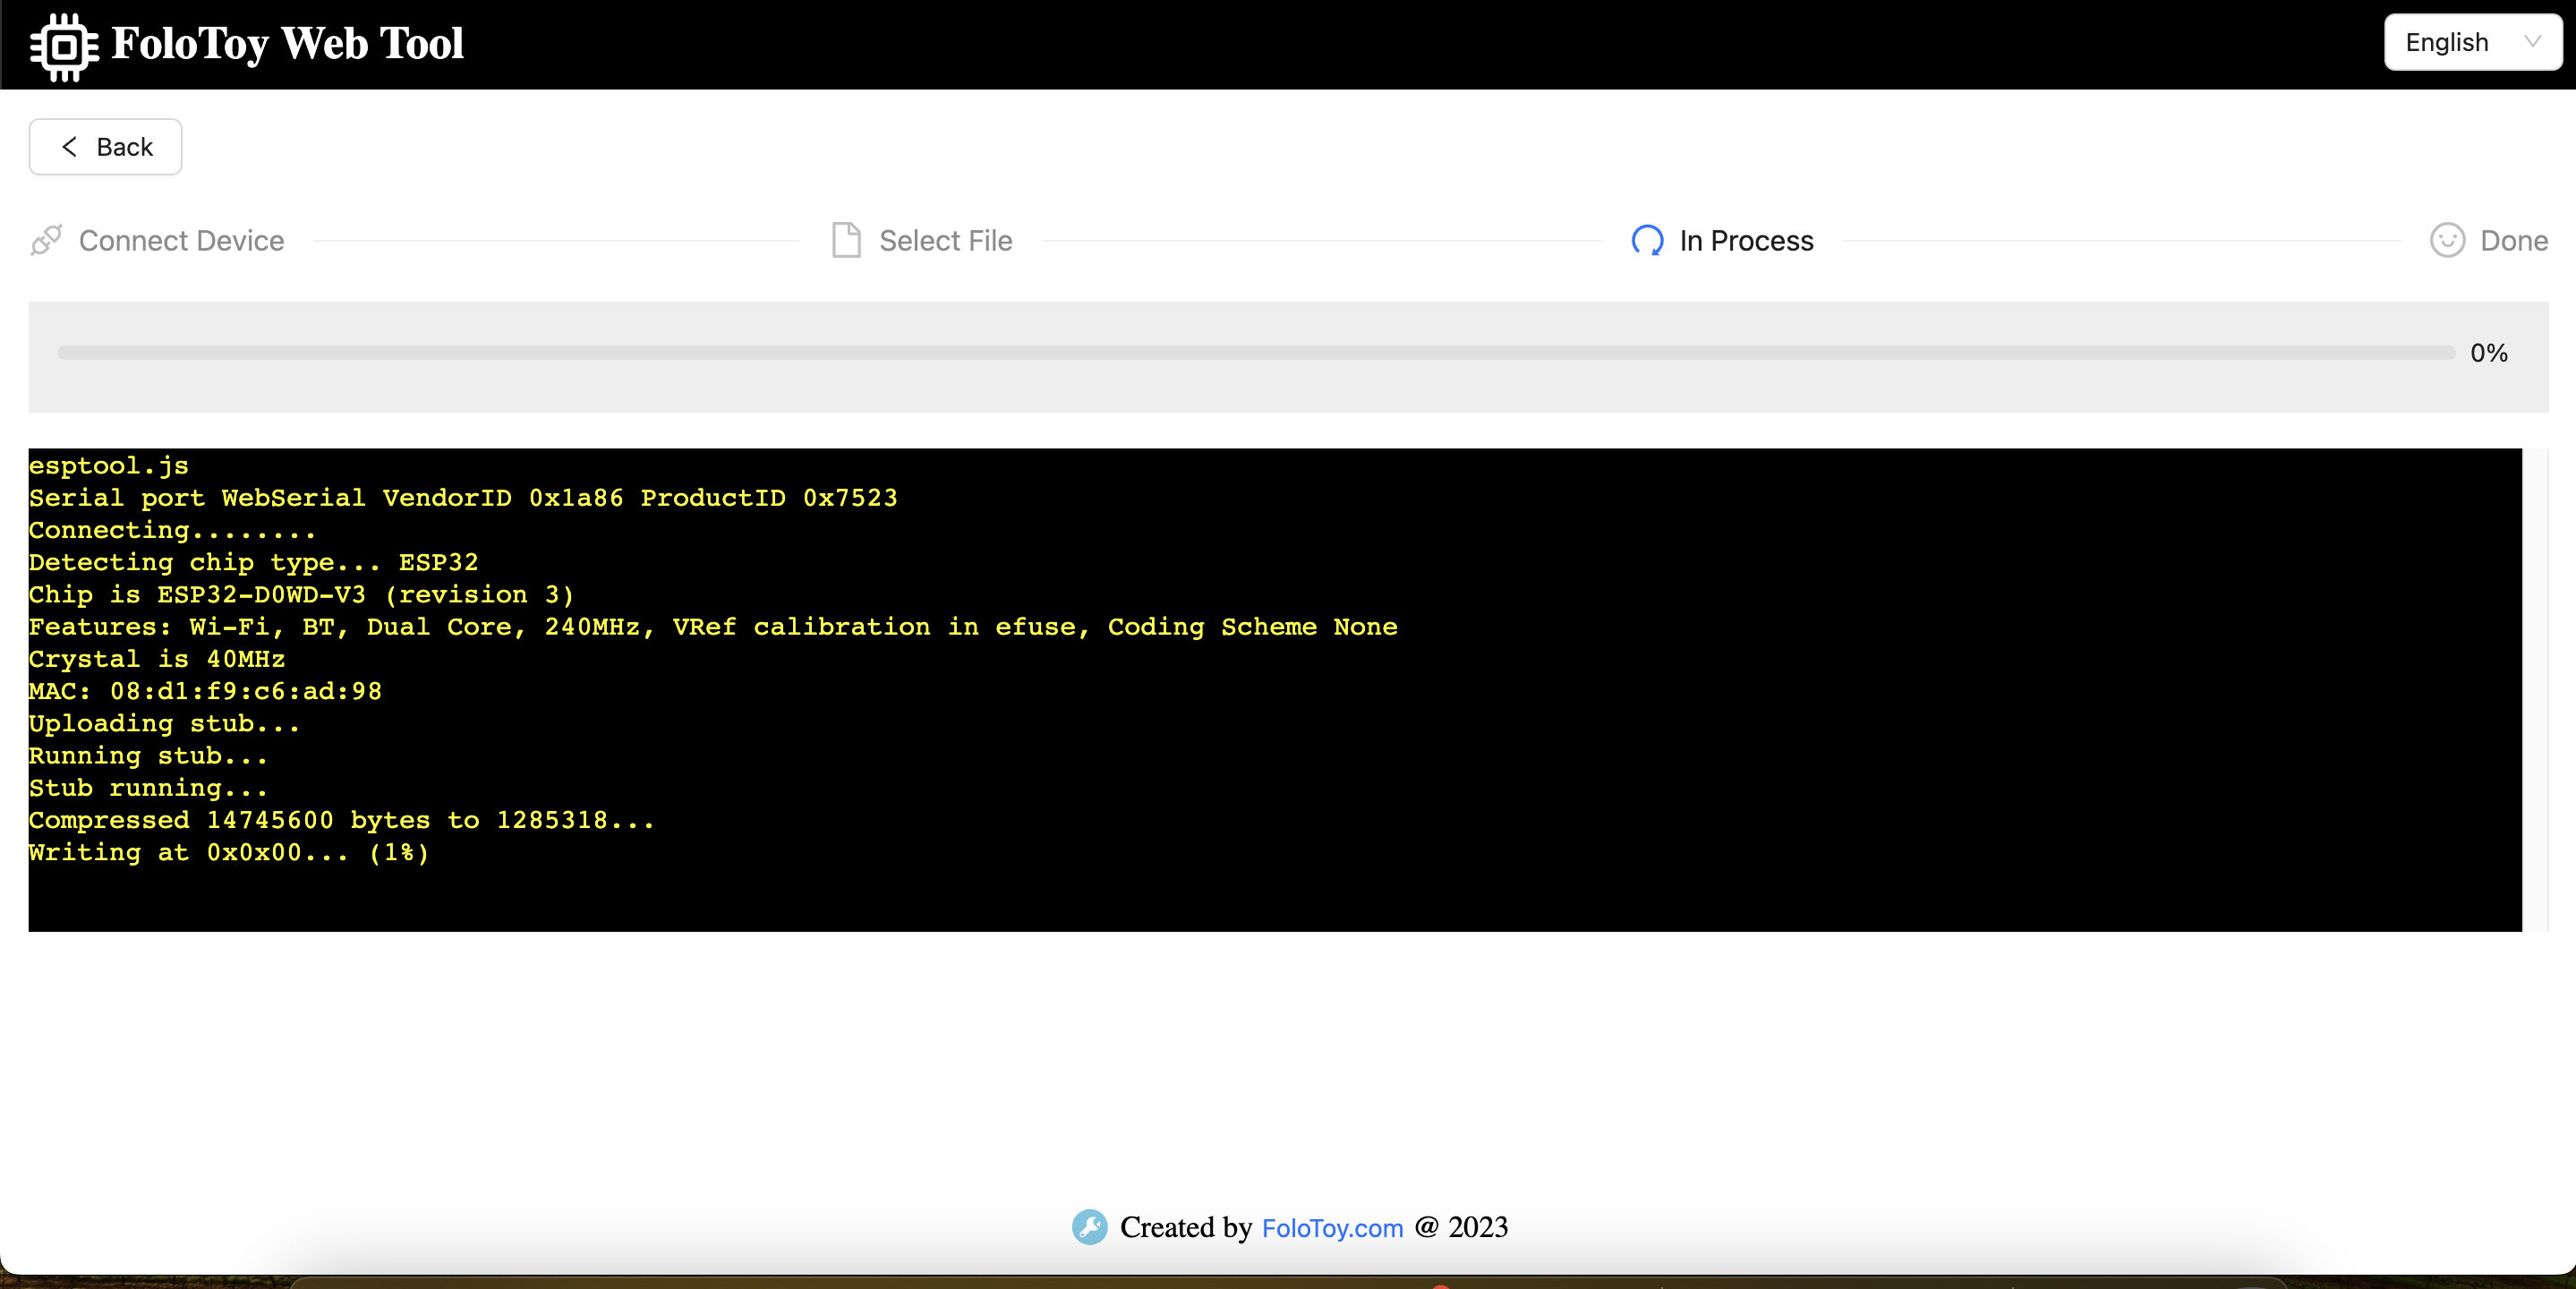 FoloToy Web Tool
English
Back
Connect Device
Select File
In Process
Done
0%
esptool.js
Serial port WebSerial VendorID 0x1a86 ProductID 0x7523
Connecting........
Detecting chip type... ESP32
Chip is ESP32-D0WD-V3 (revision 3)
Features: Wi-Fi, BT, Dual Core, 240MHz, VRef calibration in efuse, Coding Scheme None
Crystal is 40MHz
MAC: 08:d1:f9:c6:ad:98
Uploading stub...
Running stub...
Stub running...
Compressed 14745600 bytes to 1285318...
Writing at 0x0x00... (1%)
Created by FoloToy.com @ 2023